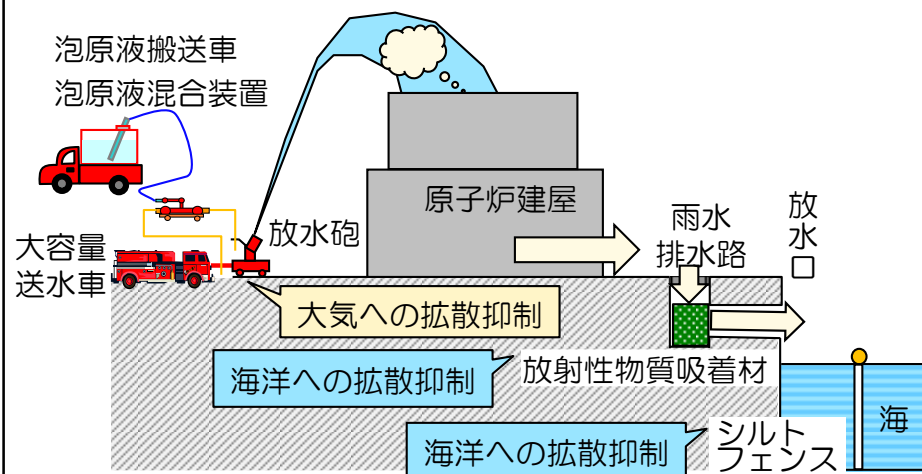 泡原液搬送車
泡原液混合装置
大容量
送水車
放水砲
原子炉建屋
雨水
排水路
放水口
大気への拡散抑制
海洋への拡散抑制
放射性物質吸着材
海洋への拡散抑制
シルト
フェンス
海